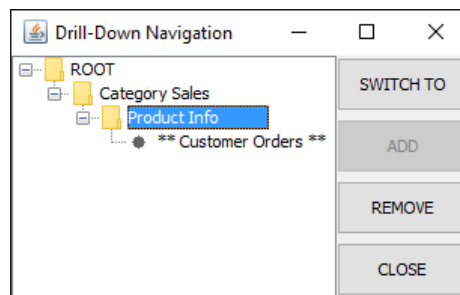 Drill-Down Navigation
ROOT
Category Sales
Product Info
** Customer Orders **
SWITCH TO
ADD
REMOVE
CLOSE